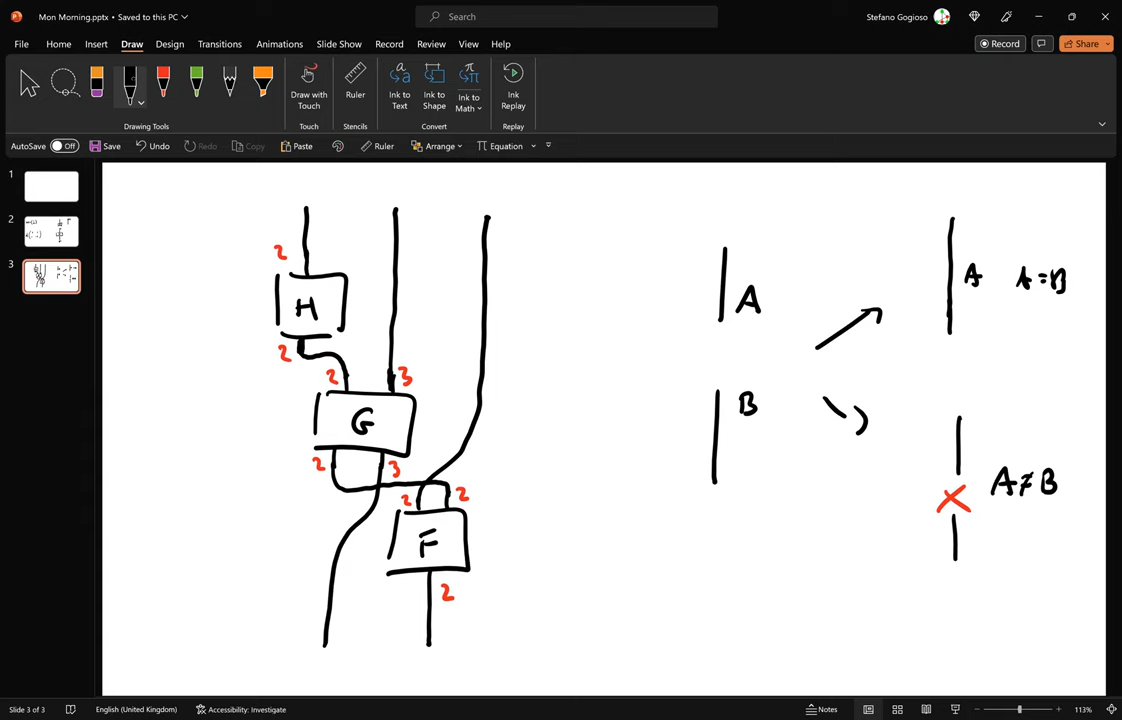 Mon Morning.pptx • Saved to this PC
Search
Stefano Gogioso
File Home Insert Draw Design Transitions Animations Slide Show Record Review View Help
Record
Share
Draw with Touch
Ruler
Ink to Text
Ink to Shape
Ink to Math
Ink Replay
Drawing Tools
Touch
Stencils
Convert
Replay
AutoSave Off Save Undo Redo Copy Paste Ruler Arrange Equation
1
2
3
2
H
2
2
3
G
2
3
2
2
F
2
A
B
A
A = B
A ≠ B
Slide 3 of 3
English (United Kingdom)
Accessibility: Investigate
Notes
113%